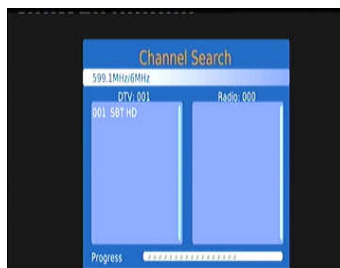 Channel Search
599.1MHz/6MHz
DTV: 001
Radio: 000
001 SBT HD
Progress